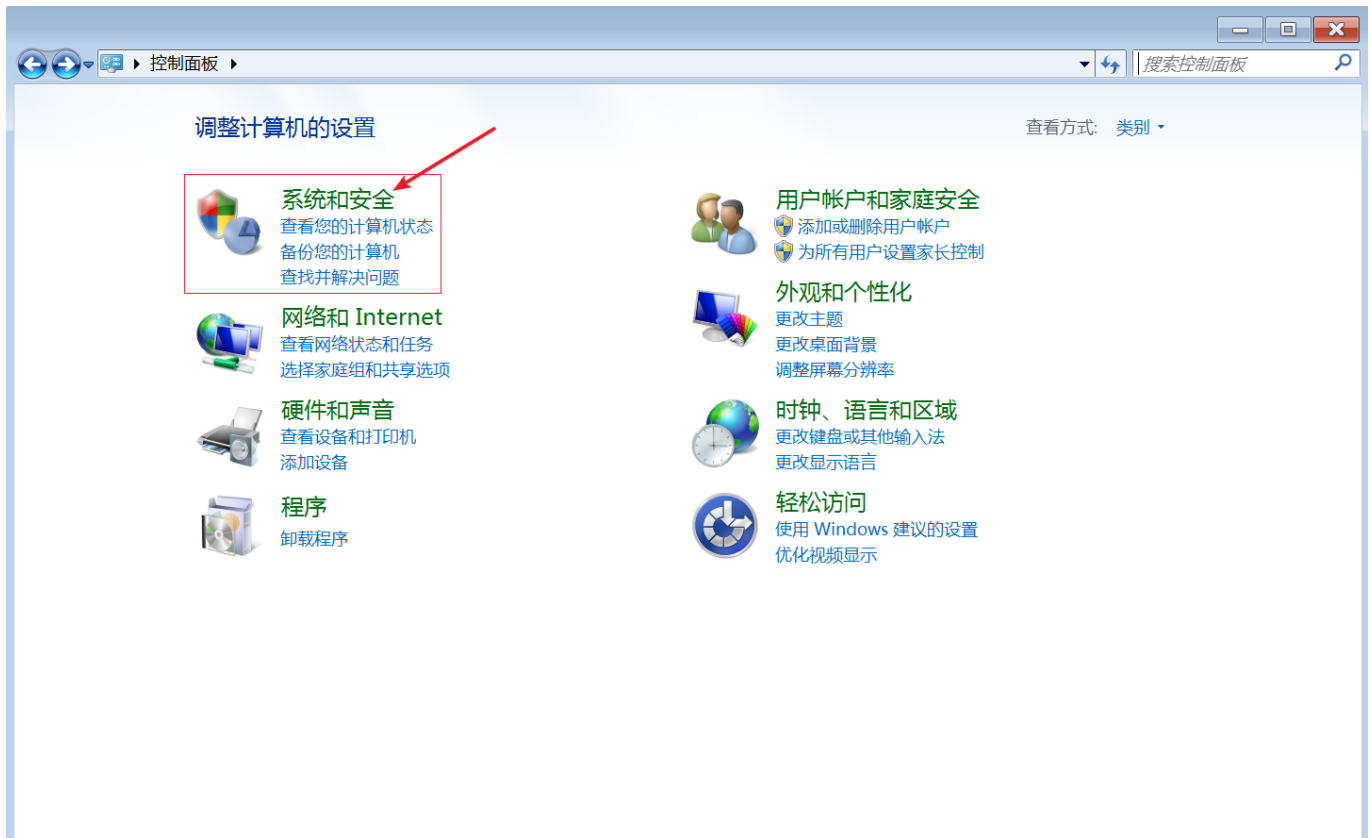 控制面板
搜索控制面板
调整计算机的设置
查看方式: 类别
系统和安全
查看您的计算机状态
备份您的计算机
查找并解决问题
网络和 Internet
查看网络状态和任务
选择家庭组和共享选项
硬件和声音
查看设备和打印机
添加设备
程序
卸载程序
用户帐户和家庭安全
添加或删除用户帐户
为所有用户设置家长控制
外观和个性化
更改主题
更改桌面背景
调整屏幕分辨率
时钟、语言和区域
更改键盘或其他输入法
更改显示语言
轻松访问
使用 Windows 建议的设置
优化视频显示